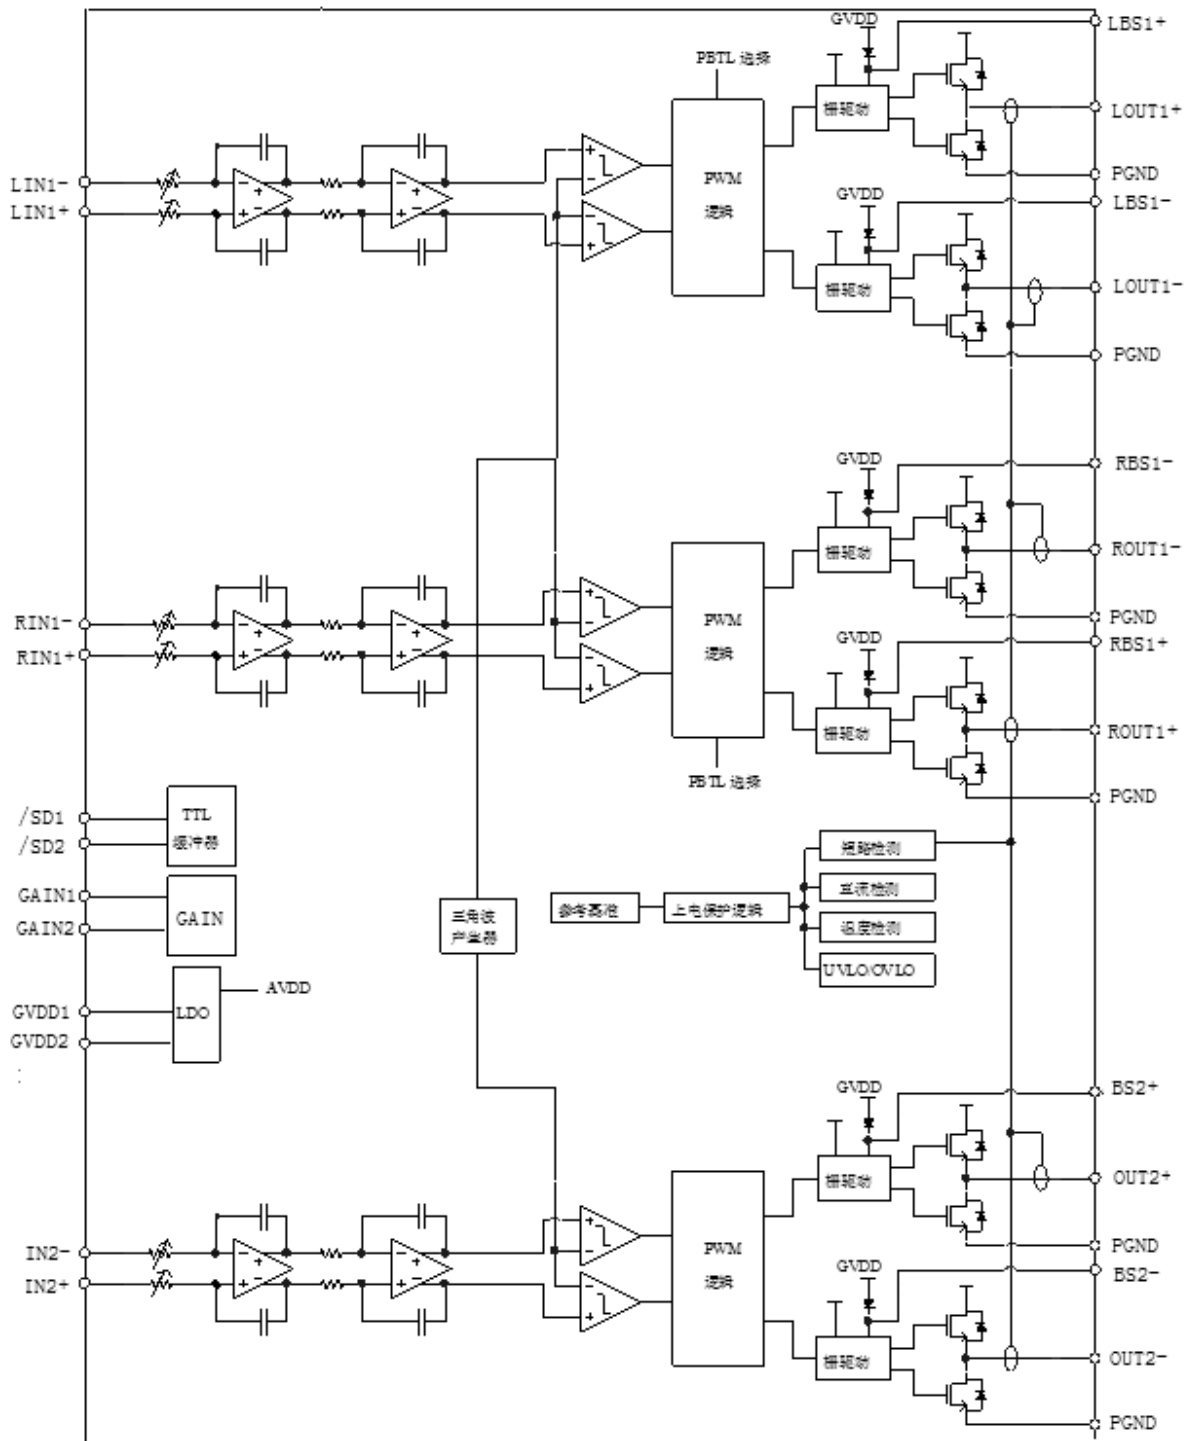 GVDD
LBS1+
PBTL 选择
栅驱动
LOUT1+
LIN1-
LIN1+
PWM
逻辑
PGND
GVDD
LBS1-
栅驱动
LOUT1-
PGND
GVDD
RBS1-
栅驱动
ROUT1-
RIN1-
RIN1+
PWM
逻辑
PGND
GVDD
RBS1+
栅驱动
ROUT1+
PBTL 选择
PGND
/SD1
/SD2
TTL
缓冲器
短路检测
GAIN1
GAIN2
GAIN
三角波
产生器
参考基准
上电保护逻辑
直流检测
温度检测
UVLO/OVLO
AVDD
GVDD1
GVDD2
LDO
GVDD
BS2+
栅驱动
OUT2+
IN2-
IN2+
PWM
逻辑
PGND
GVDD
BS2-
栅驱动
OUT2-
PGND